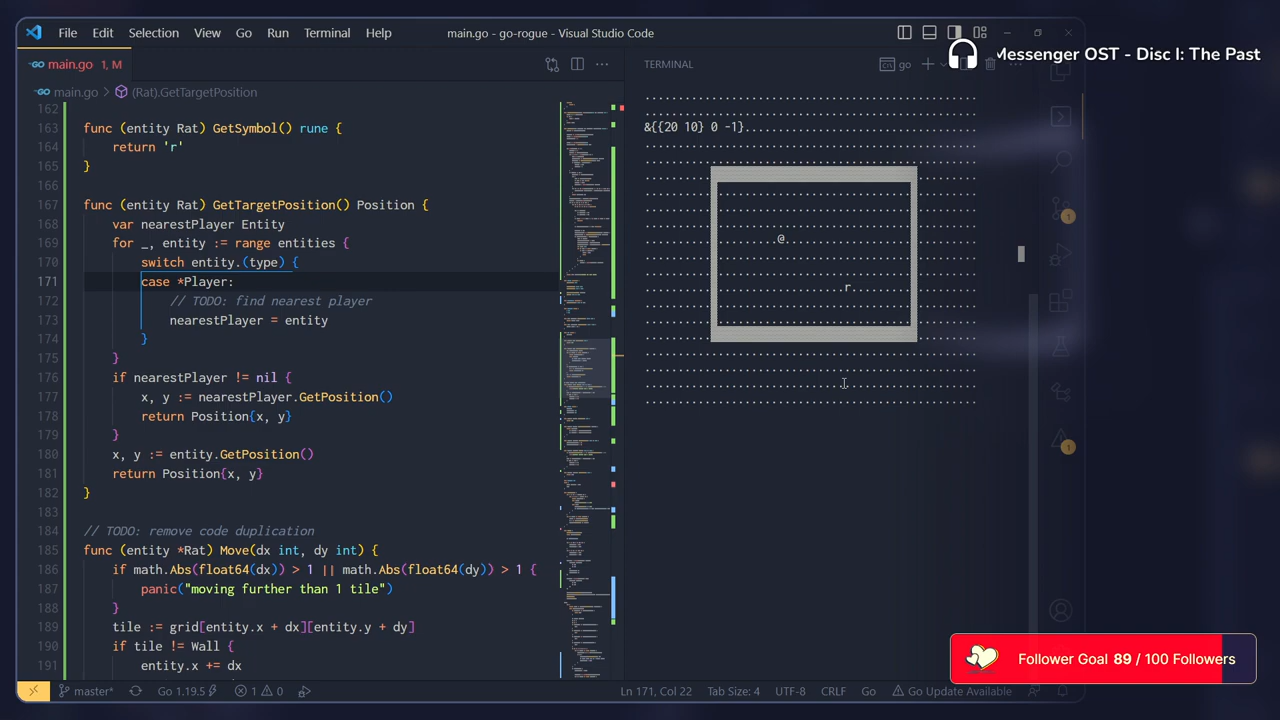 File Edit Selection View Go Run Terminal Help
main.go - go-rogue - Visual Studio Code
Messenger OST - Disc I: The Past
main.go 1, M
TERMINAL
go
main.go > (Rat).GetTargetPosition
162
163 func (entity Rat) GetSymbol() rune {
164 return 'r'
165 }
166
167 func (entity Rat) GetTargetPosition() Position {
168 var nearestPlayer Entity
169 for _, entity := range entities {
170 switch entity.(type) {
171 case *Player:
172 // TODO: find nearest player
173 nearestPlayer = entity
174 }
175 }
176 if nearestPlayer != nil {
177 x, y := nearestPlayer.GetPosition()
178 return Position{x, y}
179 }
180 x, y := entity.GetPosition()
181 return Position{x, y}
182 }
183
184 // TODO: remove code duplication
185 func (entity *Rat) Move(dx int, dy int) {
186 if math.Abs(float64(dx)) > 1 || math.Abs(float64(dy)) > 1 {
187 panic("moving further than 1 tile")
188 }
189 tile := grid[entity.x + dx][entity.y + dy]
190 if tile != Wall {
191 entity.x += dx
&{{20 10} 0 -1}
@
r
1
1
Follower Goal 89 / 100 Followers
master* Go 1.19.5 1 0 Ln 171, Col 22 Tab Size: 4 UTF-8 CRLF Go Go Update Available